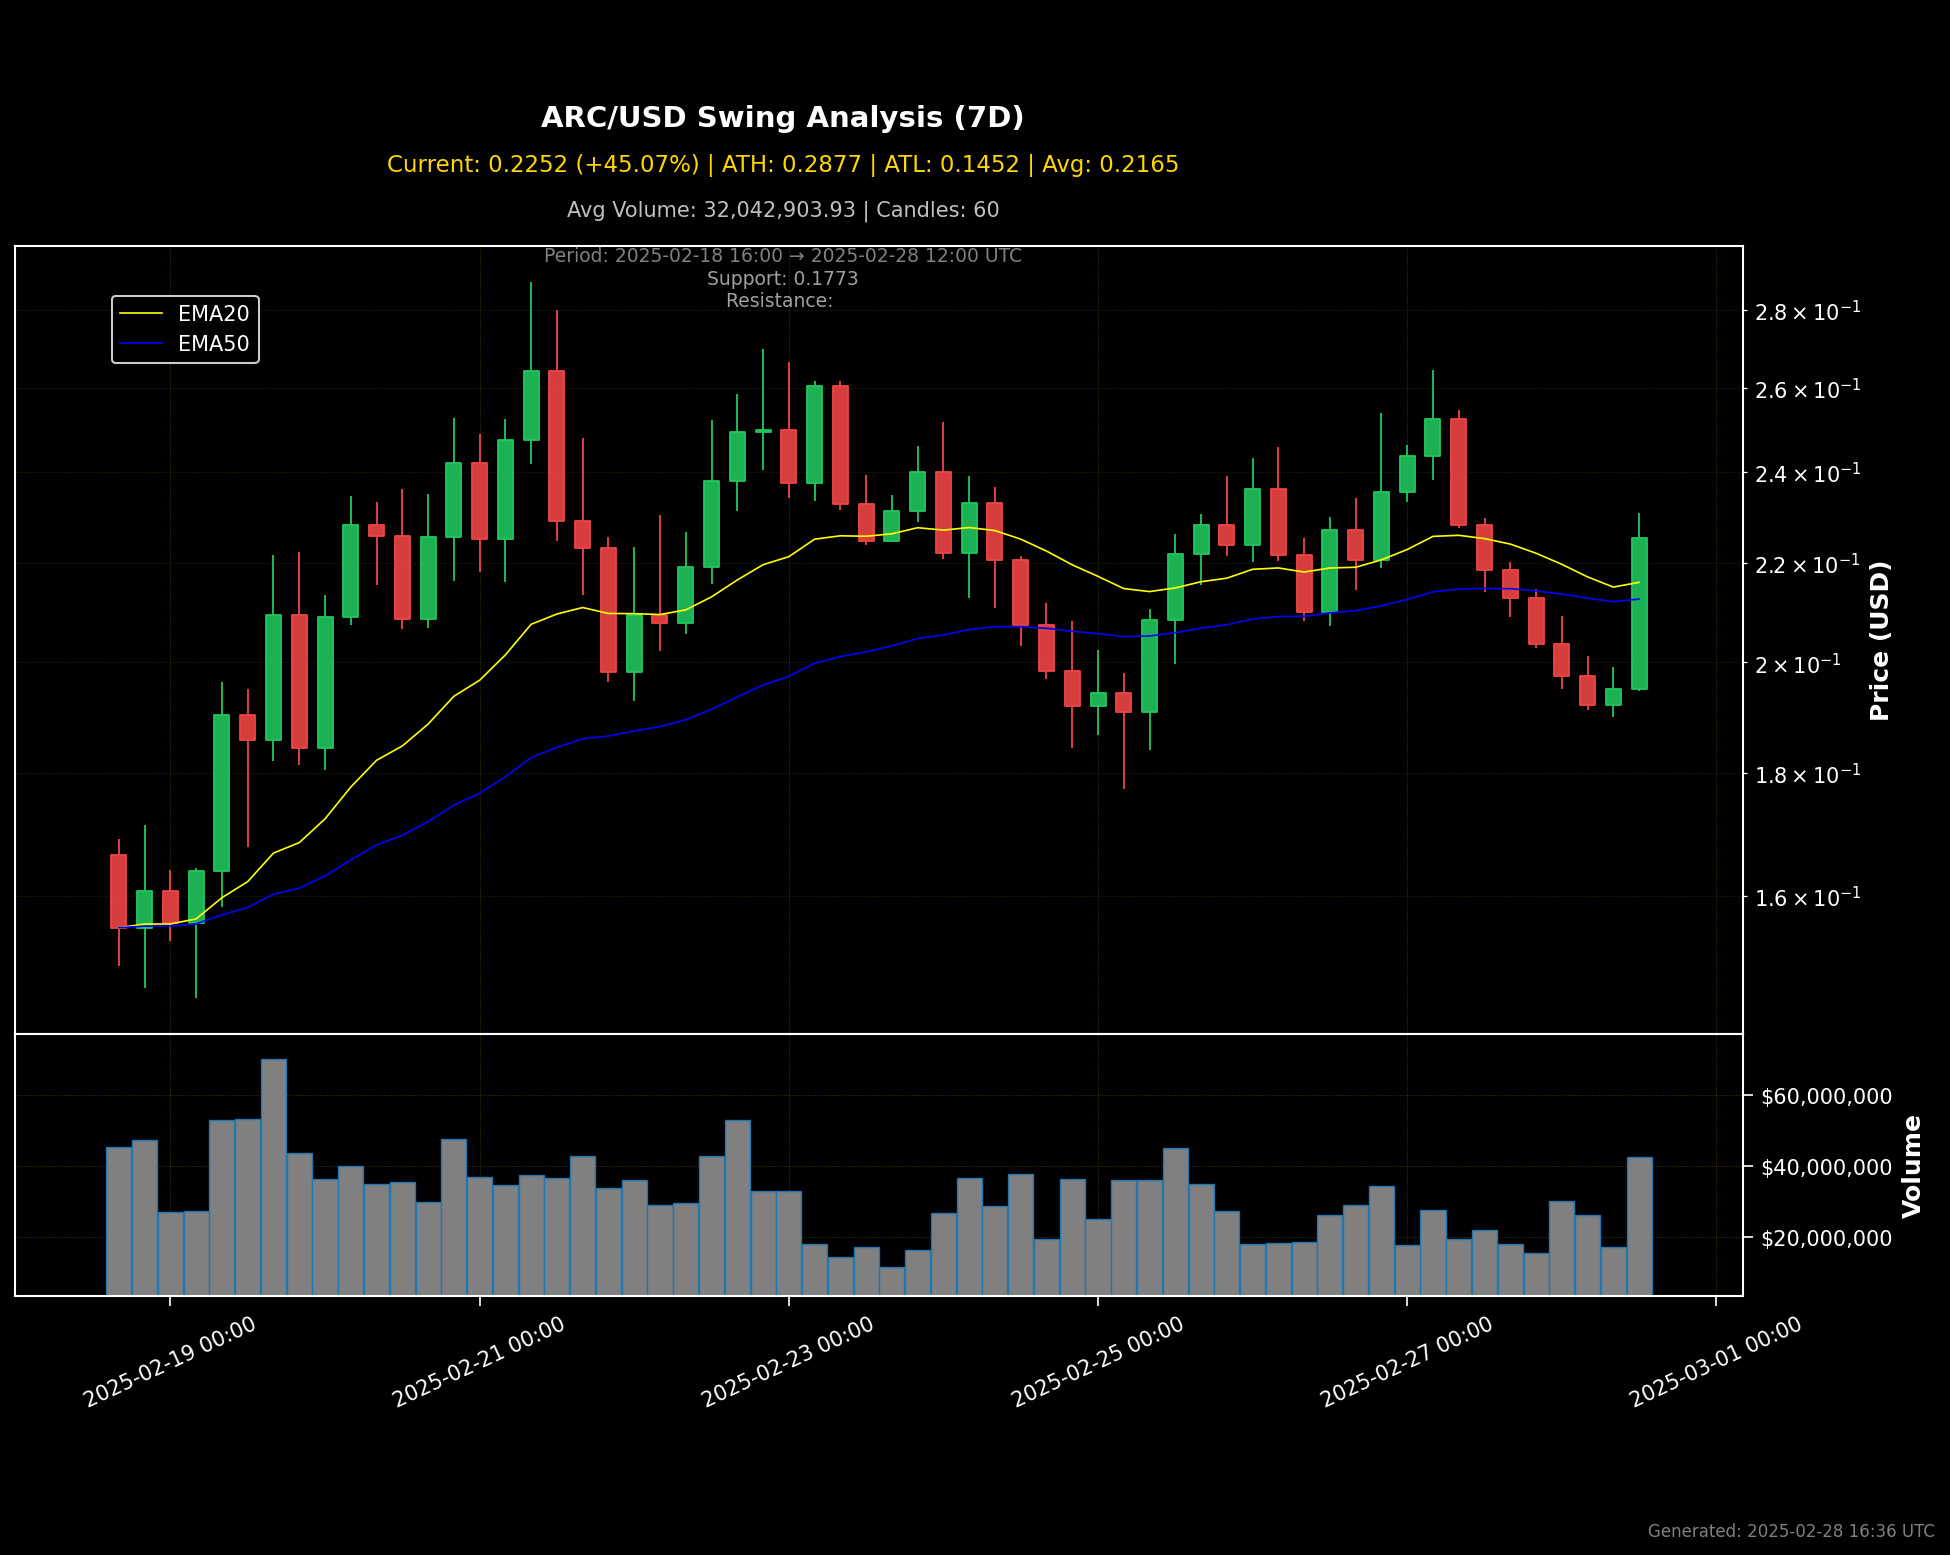 ARC/USD Swing Analysis (7D)
Current: 0.2252 (+45.07%) | ATH: 0.2877 | ATL: 0.1452 | Avg: 0.2165
Avg Volume: 32,042,903.93 | Candles: 60
Period: 2025-02-18 16:00 → 2025-02-28 12:00 UTC
Support: 0.1773
Resistance:
EMA20
EMA50
2.8 × 10⁻¹
2.6 × 10⁻¹
2.4 × 10⁻¹
2.2 × 10⁻¹
2 × 10⁻¹
1.8 × 10⁻¹
1.6 × 10⁻¹
Price (USD)
$60,000,000
$40,000,000
$20,000,000
Volume
2025-02-19 00:00
2025-02-21 00:00
2025-02-23 00:00
2025-02-25 00:00
2025-02-27 00:00
2025-03-01 00:00
Generated: 2025-02-28 16:36 UTC